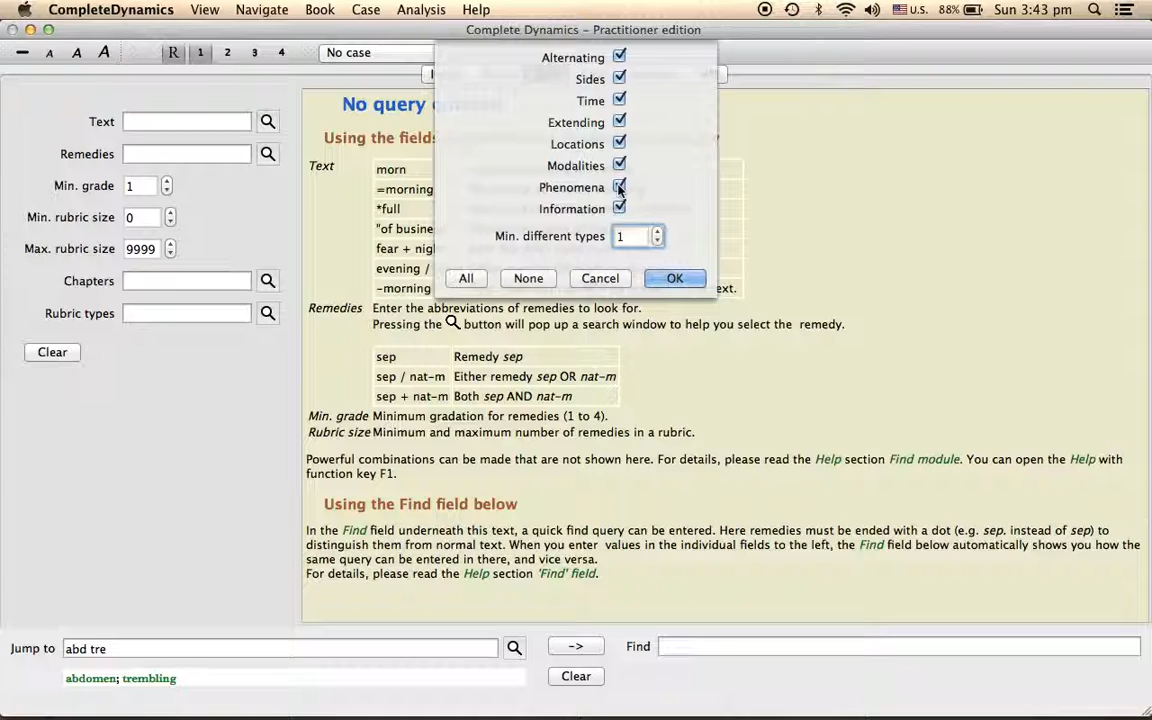 CompleteDynamics View Navigate Book Case Analysis Help U.S. 88% Sun 3:43 pm
Complete Dynamics – Practitioner edition
A A A R 1 2 3 4 No case
Alternating
Sides
Time
Extending
Locations
Modalities
Phenomena
Information
Min. different types 1
All None Cancel OK
Text
Remedies
Min. grade 1
Min. rubric size 0
Max. rubric size 9999
Chapters
Rubric types
Clear
No query
Using the fields
Text morn
=morning
*full
"of busine
fear + nig
evening /
-morning ext.
Remedies Enter the abbreviations of remedies to look for.
Pressing the button will pop up a search window to help you select the remedy.
sep Remedy sep
sep / nat-m Either remedy sep OR nat-m
sep + nat-m Both sep AND nat-m
Min. grade Minimum gradation for remedies (1 to 4).
Rubric size Minimum and maximum number of remedies in a rubric.
Powerful combinations can be made that are not shown here. For details, please read the Help section Find module. You can open the Help with
function key F1.
Using the Find field below
In the Find field underneath this text, a quick find query can be entered. Here remedies must be ended with a dot (e.g. sep. instead of sep) to
distinguish them from normal text. When you enter values in the individual fields to the left, the Find field below automatically shows you how the
same query can be entered in there, and vice versa.
For details, please read the Help section 'Find' field.
Jump to abd tre -> Find
abdomen; trembling Clear